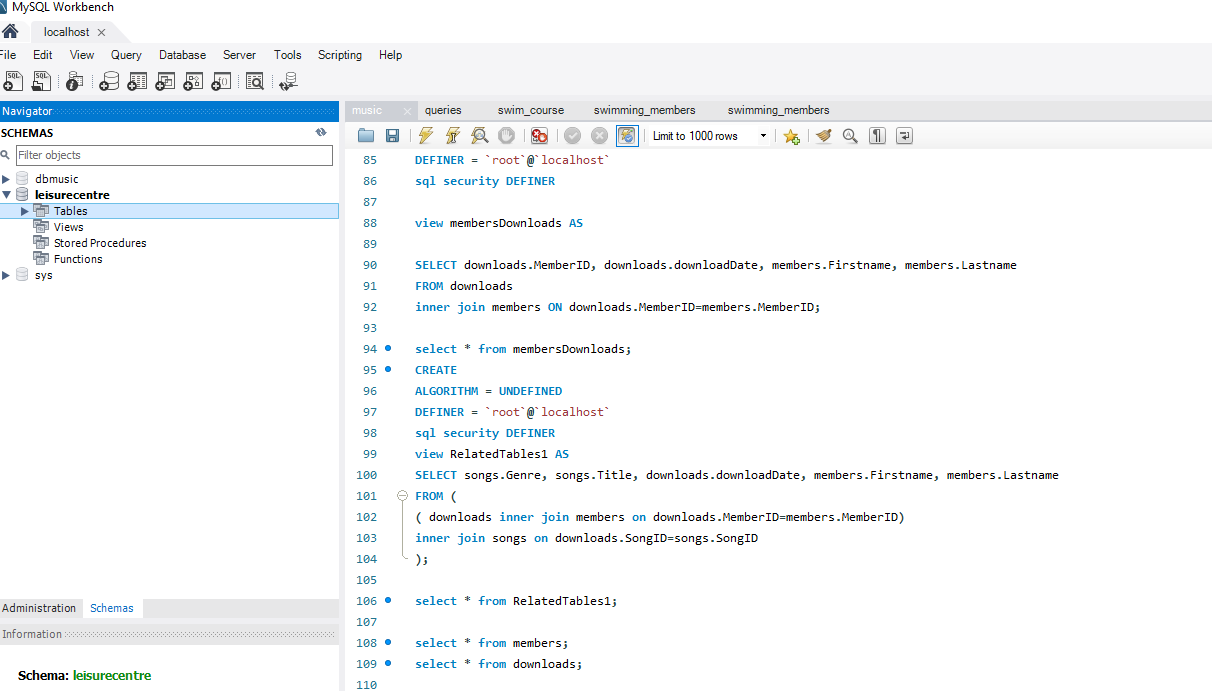 MySQL Workbench
localhost
File Edit View Query Database Server Tools Scripting Help
Navigator
SCHEMAS
Filter objects
dbmusic
leisurecentre
Tables
Views
Stored Procedures
Functions
sys
Administration Schemas
Information
Schema: leisurecentre
music queries swim_course swimming_members swimming_members
Limit to 1000 rows
85 DEFINER = `root`@`localhost`
86 sql security DEFINER
87
88 view membersDownloads AS
89
90 SELECT downloads.MemberID, downloads.downloadDate, members.Firstname, members.Lastname
91 FROM downloads
92 inner join members ON downloads.MemberID=members.MemberID;
93
94 select * from membersDownloads;
95 CREATE
96 ALGORITHM = UNDEFINED
97 DEFINER = `root`@`localhost`
98 sql security DEFINER
99 view RelatedTables1 AS
100 SELECT songs.Genre, songs.Title, downloads.downloadDate, members.Firstname, members.Lastname
101 FROM (
102 ( downloads inner join members on downloads.MemberID=members.MemberID)
103 inner join songs on downloads.SongID=songs.SongID
104 );
105
106 select * from RelatedTables1;
107
108 select * from members;
109 select * from downloads;
110